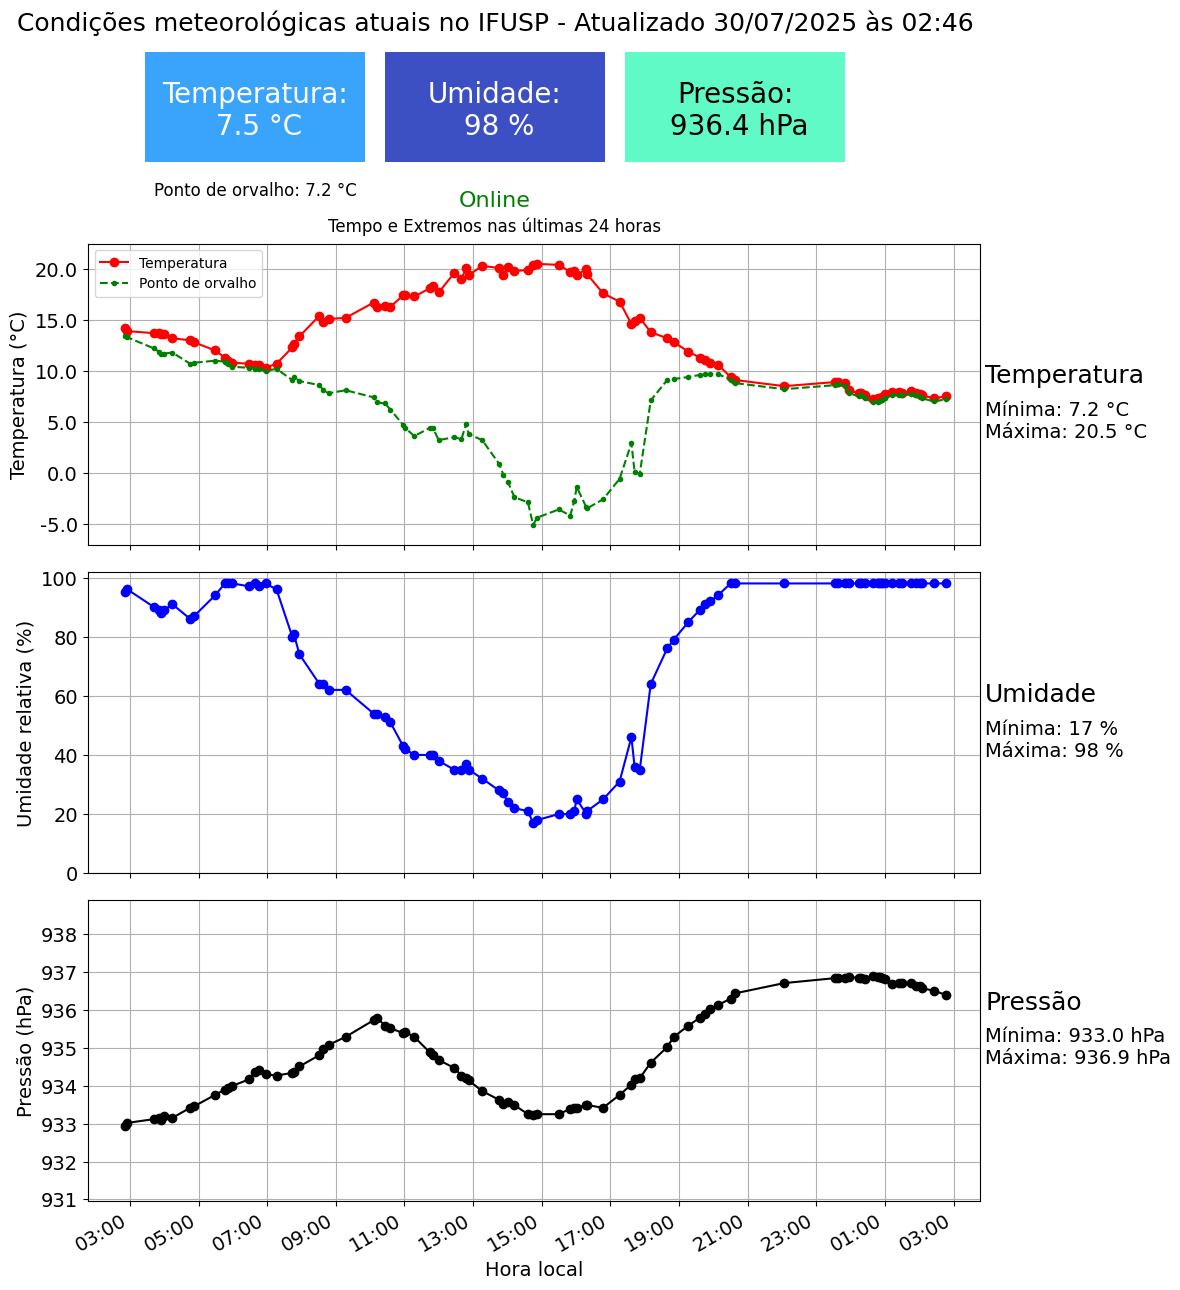 Condições meteorológicas atuais no IFUSP - Atualizado 30/07/2025 às 02:46
Temperatura:
7.5 °C
Umidade:
98 %
Pressão:
936.4 hPa
Ponto de orvalho: 7.2 °C
Online
Tempo e Extremos nas últimas 24 horas
Temperatura
Ponto de orvalho
Temperatura (°C)
20.0
15.0
10.0
5.0
0.0
-5.0
Temperatura
Mínima: 7.2 °C
Máxima: 20.5 °C
Umidade relativa (%)
100
80
60
40
20
0
Umidade
Mínima: 17 %
Máxima: 98 %
Pressão (hPa)
938
937
936
935
934
933
932
931
Pressão
Mínima: 933.0 hPa
Máxima: 936.9 hPa
03:00 05:00 07:00 09:00 11:00 13:00 15:00 17:00 19:00 21:00 23:00 01:00 03:00
Hora local